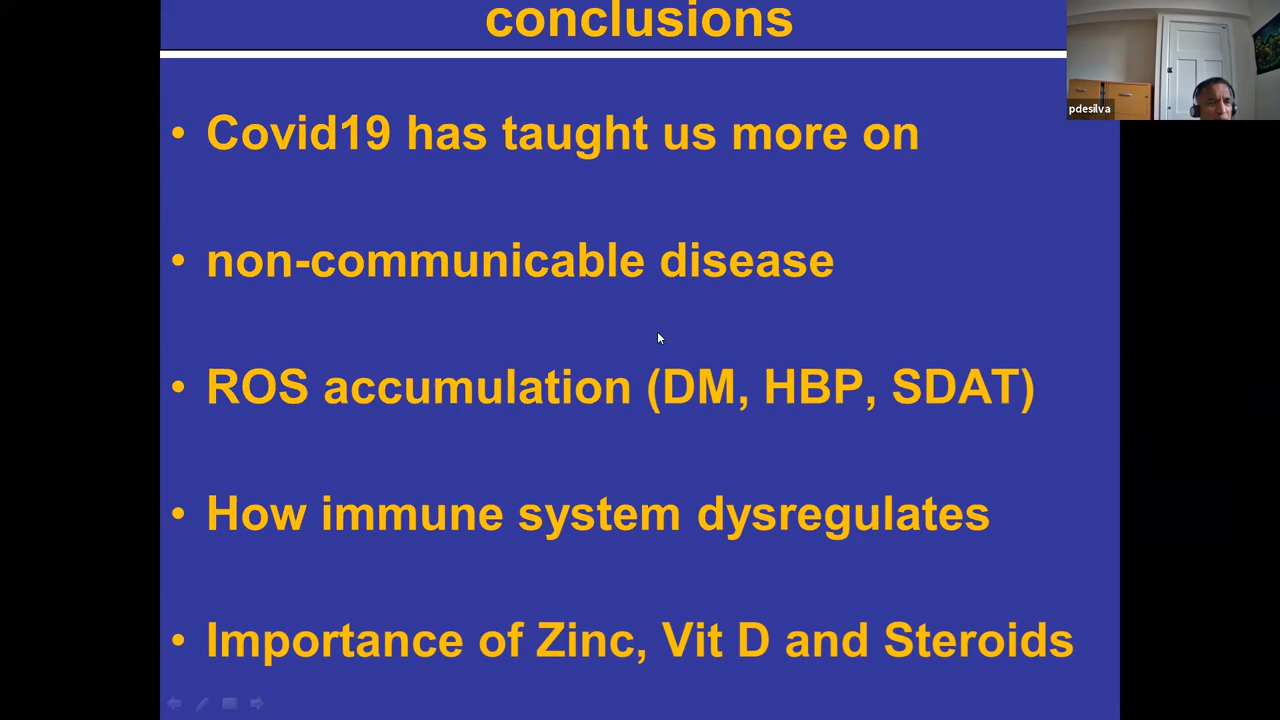 conclusions
pdesilva
• Covid19 has taught us more on
• non-communicable disease
• ROS accumulation (DM, HBP, SDAT)
• How immune system dysregulates
• Importance of Zinc, Vit D and Steroids